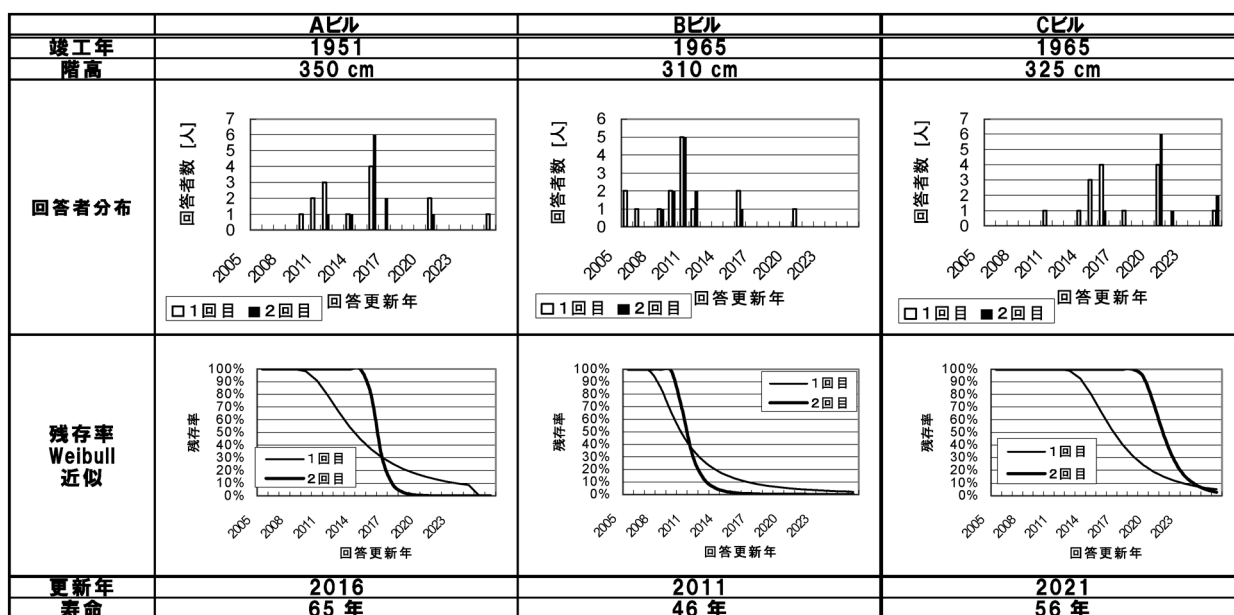 Aビル Bビル Cビル
竣工年 1951 1965 1965
階高 350 cm 310 cm 325 cm
回答者分布
回答者数 [人]
7
6
5
4
3
2
1
0
2005 2008 2011 2014 2017 2020 2023
回答更新年
1回目 2回目
回答者数 [人]
6
5
4
3
2
1
0
2005 2008 2011 2014 2017 2020 2023
回答更新年
1回目 2回目
回答者数 [人]
7
6
5
4
3
2
1
0
2005 2008 2011 2014 2017 2020 2023
回答更新年
1回目 2回目
残存率
Weibull
近似
残存率
100%
90%
80%
70%
60%
50%
40%
30%
20%
10%
0%
1回目
2回目
2005 2008 2011 2014 2017 2020 2023
回答更新年
残存率
100%
90%
80%
70%
60%
50%
40%
30%
20%
10%
0%
1回目
2回目
2005 2008 2011 2014 2017 2020 2023
回答更新年
残存率
100%
90%
80%
70%
60%
50%
40%
30%
20%
10%
0%
1回目
2回目
2005 2008 2011 2014 2017 2020 2023
回答更新年
更新年 2016 2011 2021
寿命 65 年 46 年 56 年